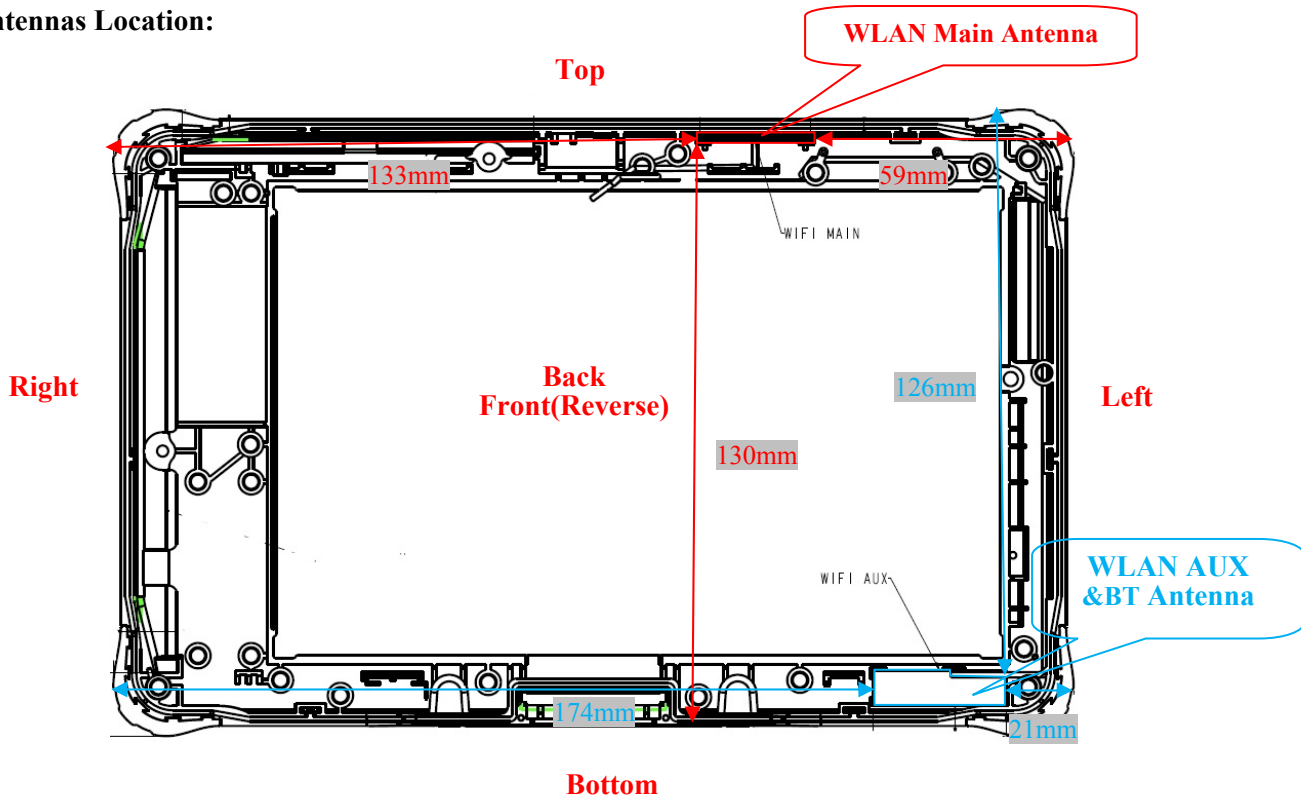 ntennas Location:
WLAN Main Antenna
Top
133mm
59mm
WIFI MAIN
Right
Back
Front(Reverse)
126mm
Left
130mm
WIFI AUX
WLAN AUX
&BT Antenna
174mm
21mm
Bottom